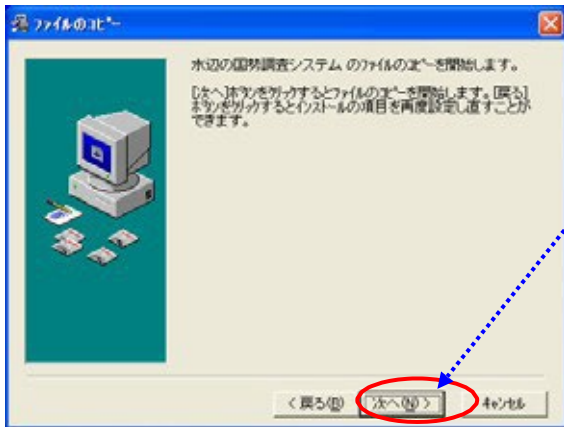 ファイルのコピー
水辺の国勢調査システム のファイルのコピーを開始します。
[次へ]ボタンをクリックするとファイルのコピーを開始します。[戻る]
ボタンをクリックするとインストールの項目を再度設定し直すことが
できます。
< 戻る(B)
次へ(N) >
キャンセル